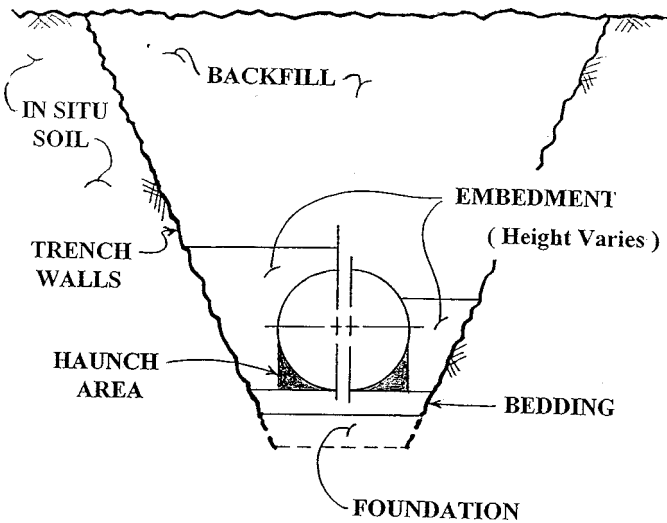 BACKFILL
IN SITU
SOIL
EMBEDMENT
( Height Varies )
TRENCH
WALLS
HAUNCH
AREA
BEDDING
FOUNDATION